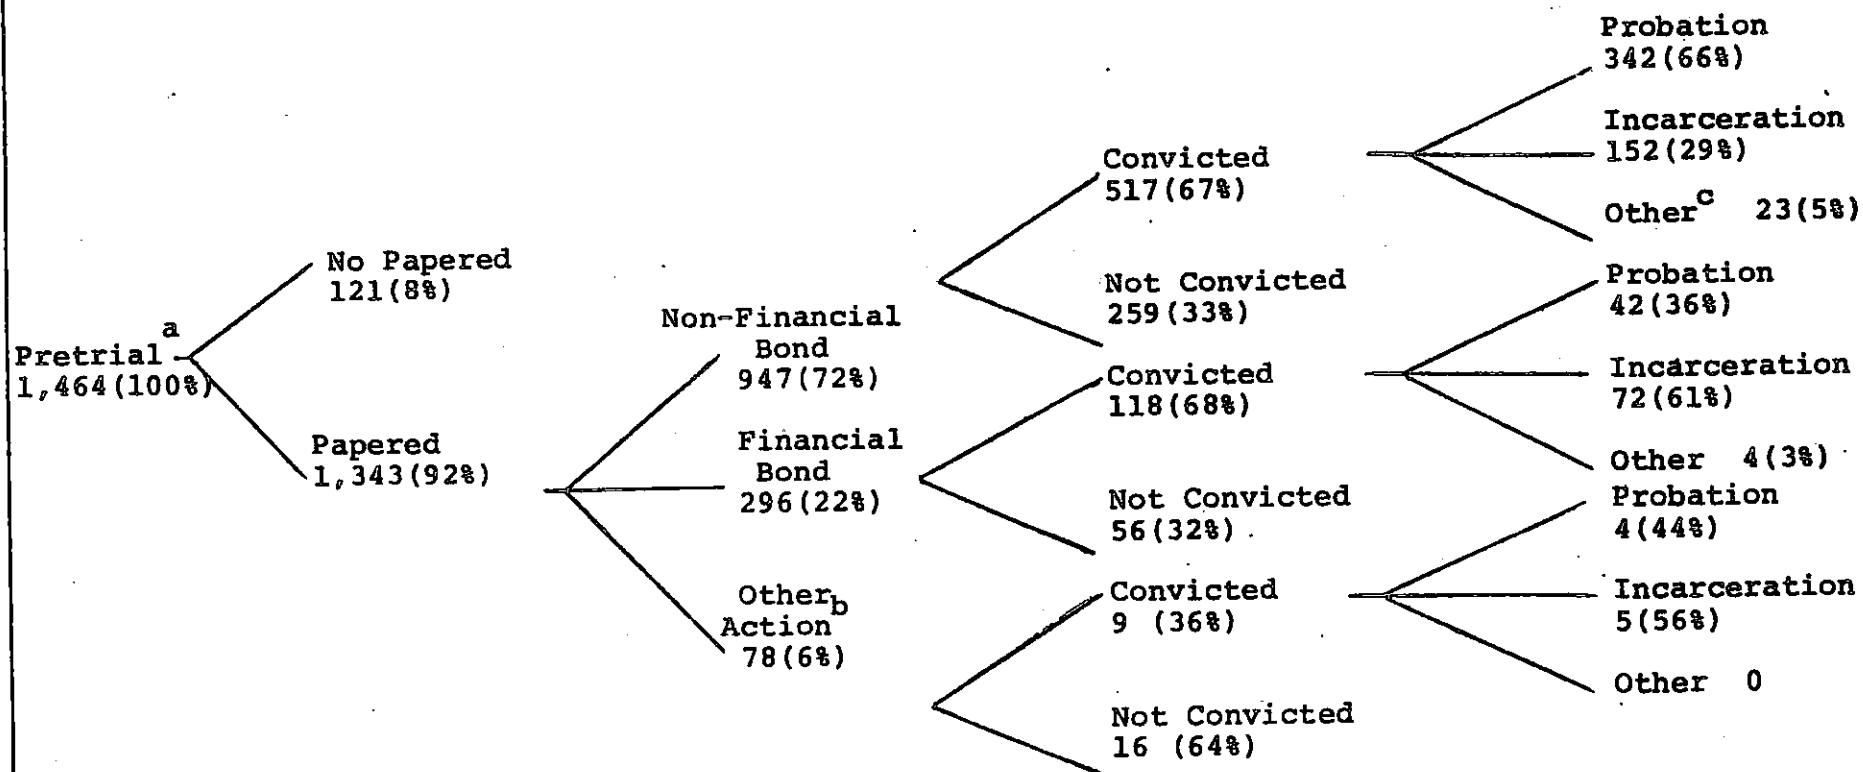 Pretrial a
1,464(100%)
No Papered
121(8%)
Papered
1,343(92%)
Non-Financial
Bond
947(72%)
Financial
Bond
296(22%)
Other b
Action
78(6%)
Convicted
517(67%)
Not Convicted
259(33%)
Convicted
118(68%)
Not Convicted
56(32%)
Convicted
9 (36%)
Not Convicted
16 (64%)
Probation
342(66%)
Incarceration
152(29%)
Other c 23(5%)
Probation
42(36%)
Incarceration
72(61%)
Other 4(3%)
Probation
4(44%)
Incarceration
5(56%)
Other 0